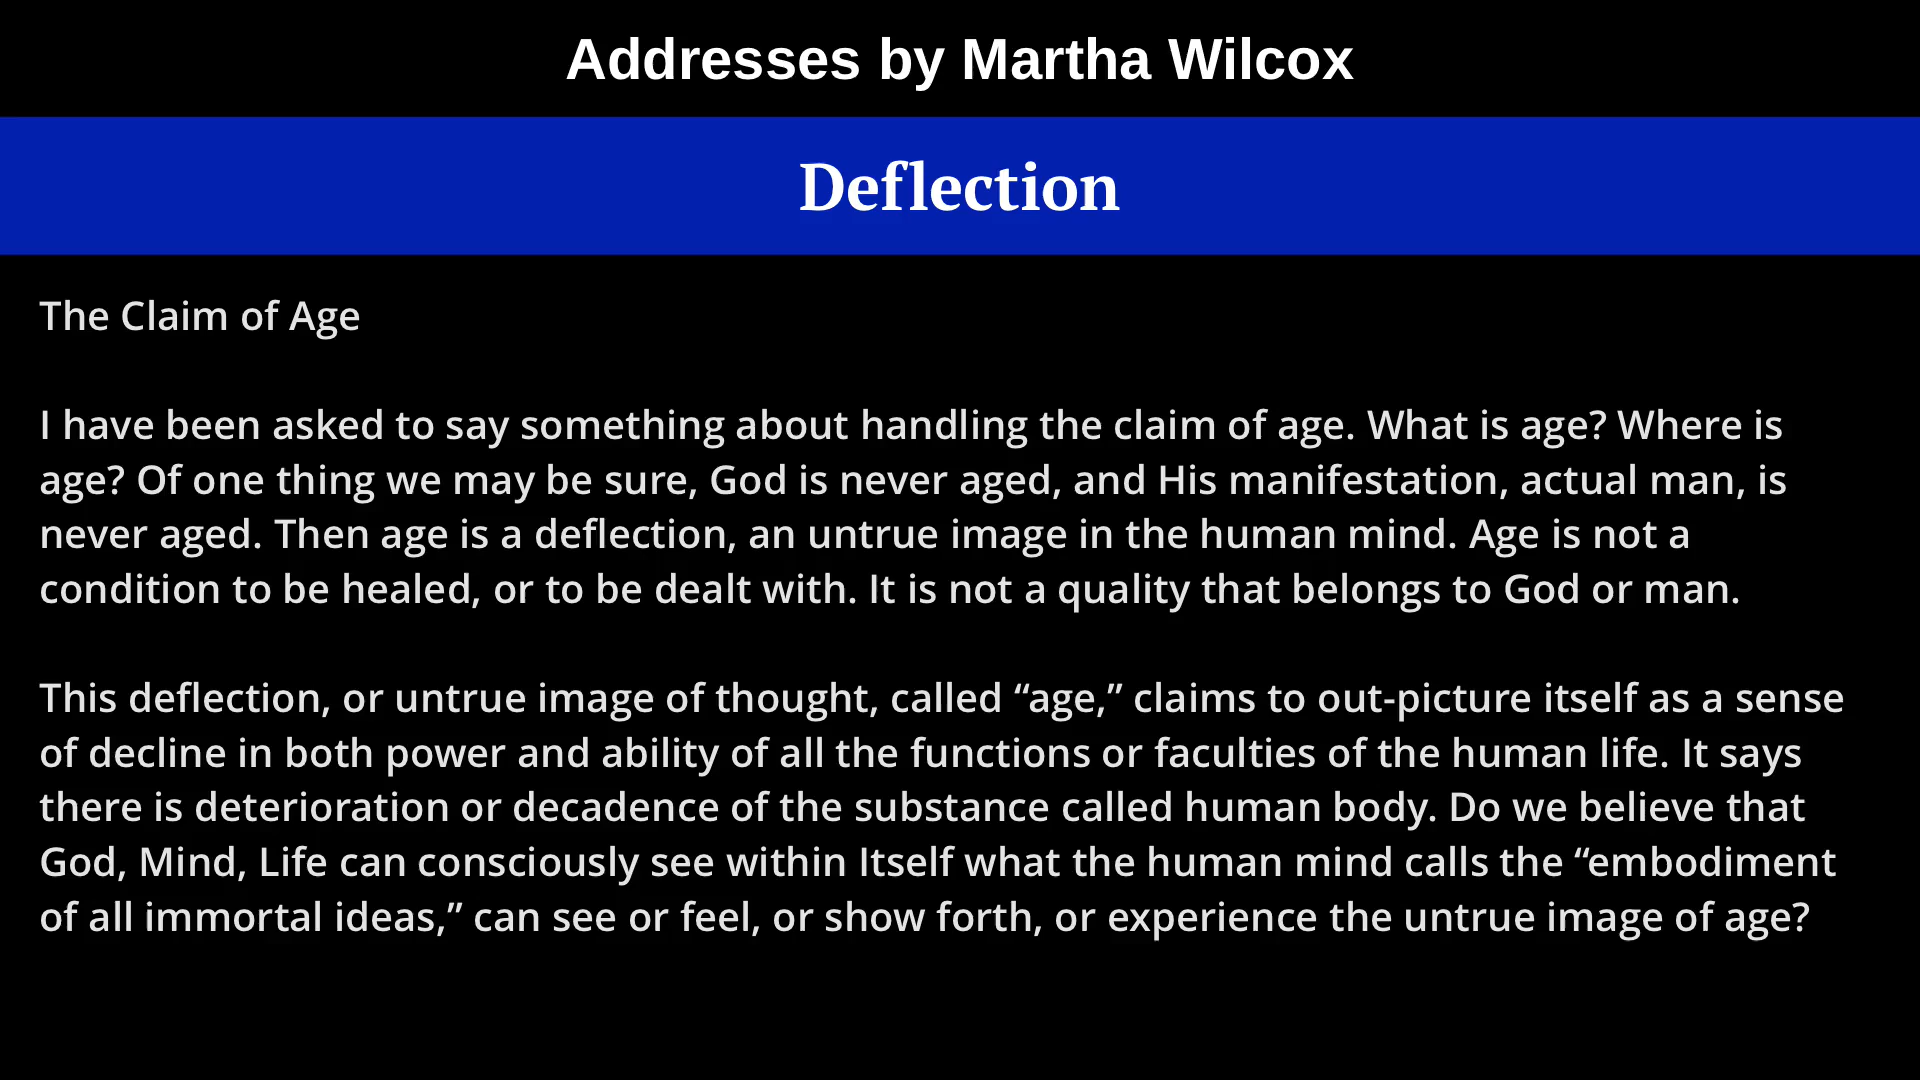 Addresses by Martha Wilcox
Deflection
The Claim of Age
I have been asked to say something about handling the claim of age. What is age? Where is
age? Of one thing we may be sure, God is never aged, and His manifestation, actual man, is
never aged. Then age is a deflection, an untrue image in the human mind. Age is not a
condition to be healed, or to be dealt with. It is not a quality that belongs to God or man.
This deflection, or untrue image of thought, called “age,” claims to out-picture itself as a sense
of decline in both power and ability of all the functions or faculties of the human life. It says
there is deterioration or decadence of the substance called human body. Do we believe that
God, Mind, Life can consciously see within Itself what the human mind calls the “embodiment
of all immortal ideas,” can see or feel, or show forth, or experience the untrue image of age?